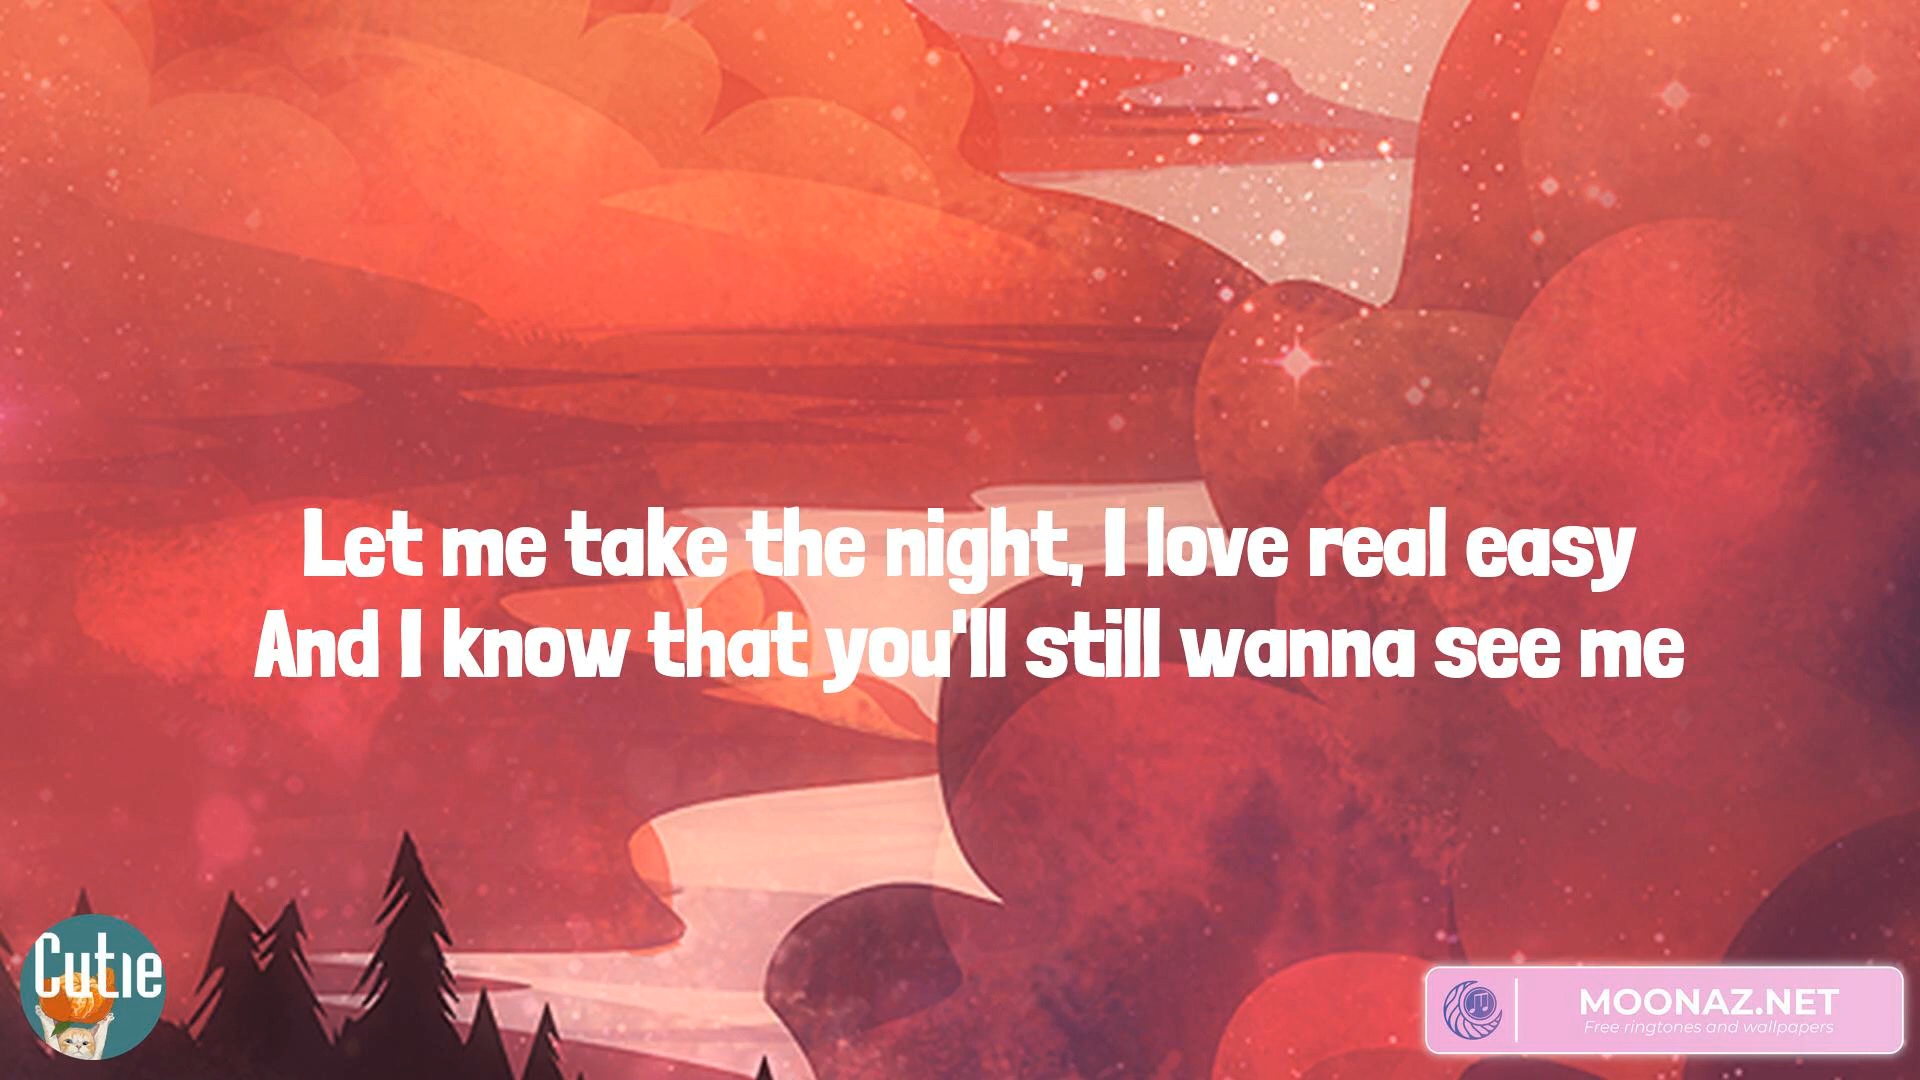 Let me take the night, I love real easy
And I know that you'll still wanna see me
Cutie
MOONAZ.NET
Free ringtones and wallpapers